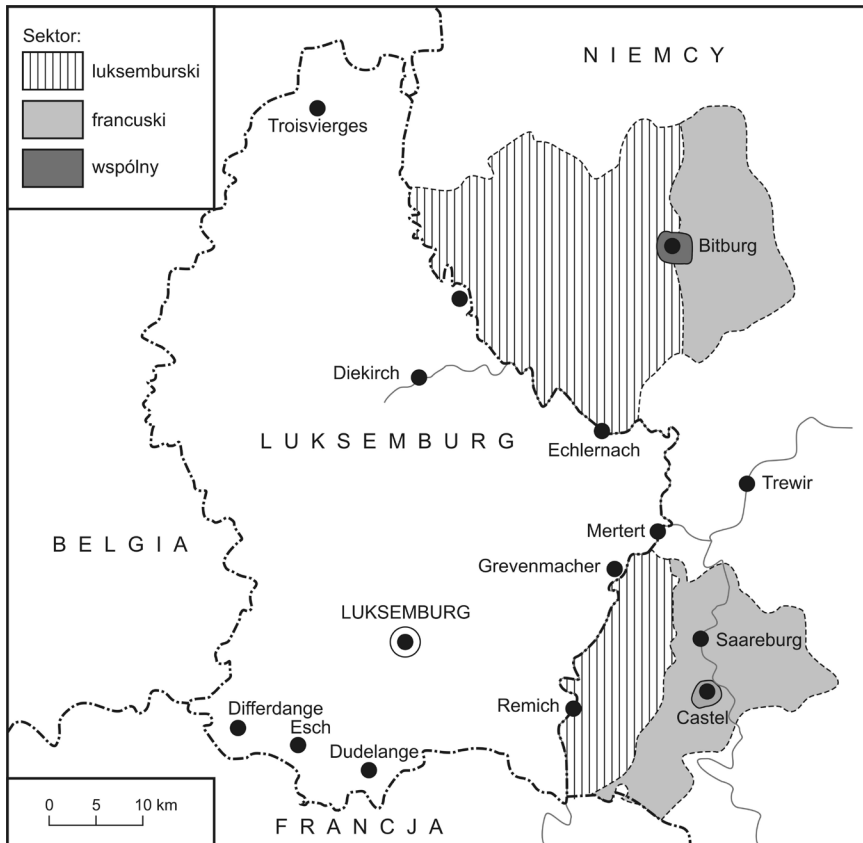 Sektor:
luksemburski
francuski
wspólny
NIEMCY
Troisvierges
Bitburg
Diekirch
LUKSEMBURG
Echlernach
Trewir
BELGIA
Mertert
Grevenmacher
LUKSEMBURG
Saareburg
Remich
Castel
Differdange
Esch
Dudelange
0 5 10 km
FRANCJA